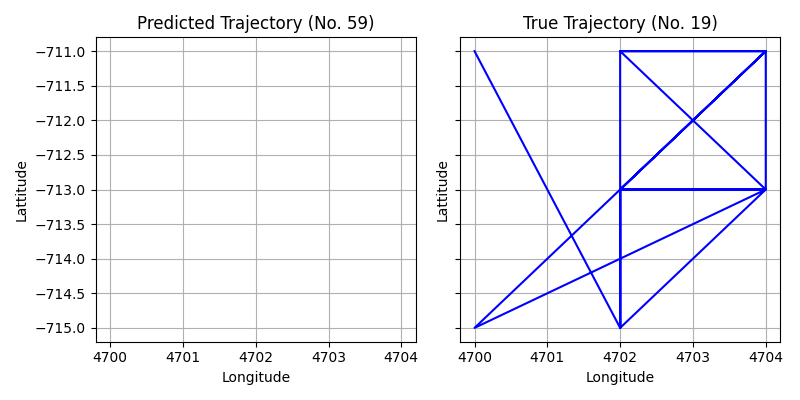 Predicted Trajectory (No. 59)
True Trajectory (No. 19)
−711.0
−711.5
−712.0
−712.5
−713.0
−713.5
−714.0
−714.5
−715.0
Lattitude
Lattitude
4700 4701 4702 4703 4704
4700 4701 4702 4703 4704
Longitude
Longitude